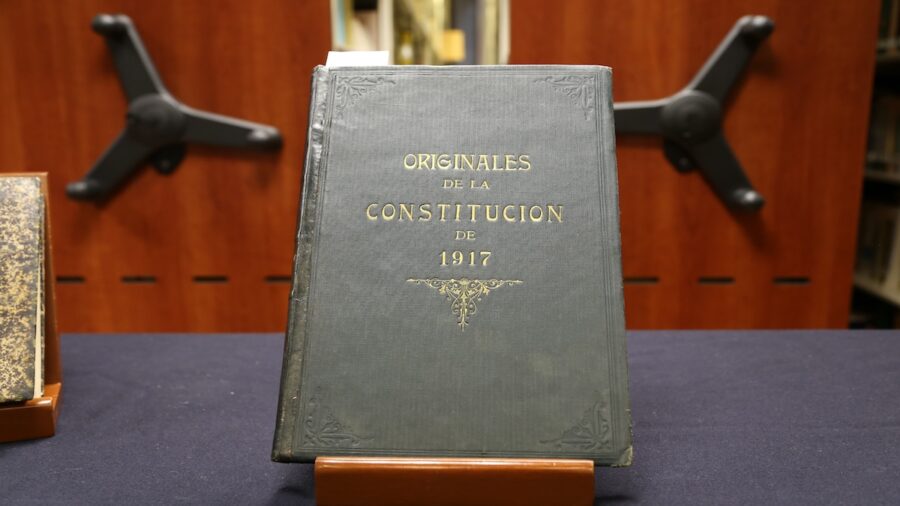 ORIGINALES
DE LA
CONSTITUCION
DE
1917